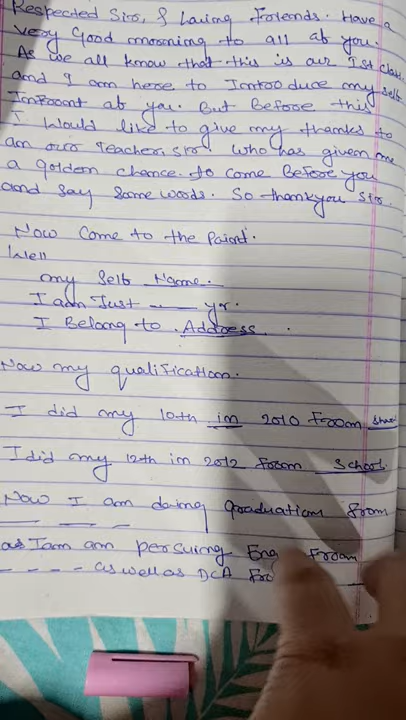 Respected Sir, & Loving Friends. Have a
very Good morning to all of you.
As we all know that this is our 1st class
and I am here to Introduce my self
Infront of you. But Before this
I Would like to give my thanks to
an our Teacher, sir who has given me
a golden chance to come Before you
and say some words. So thankyou sir.
Now Come to the Point.
Well
my Self Name.
I am Just —— yr.
I Belong to Address.
Now my qualification.
I did my 10th in 2010 From
I did my 12th in 2012 from School.
Now I am doing graduation from
—— —— ——
as I am am persuing Eng From
- - - - as well as DCA